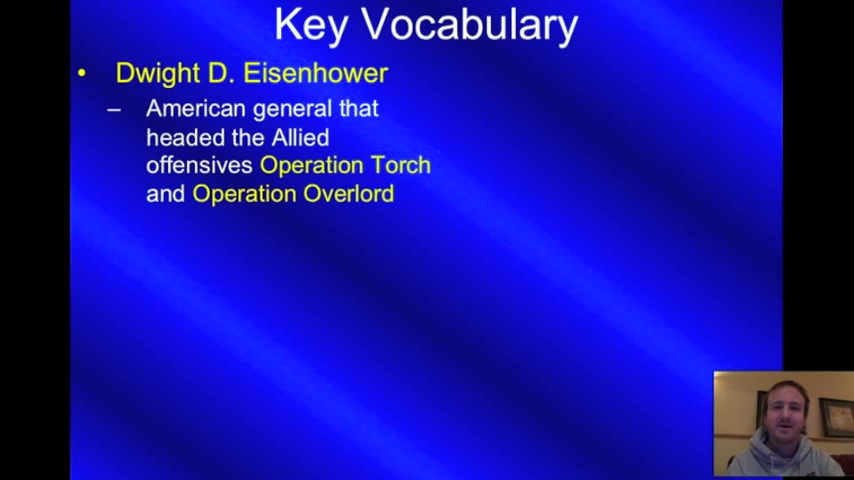 Key Vocabulary
• Dwight D. Eisenhower
– American general that
headed the Allied
offensives Operation Torch
and Operation Overlord